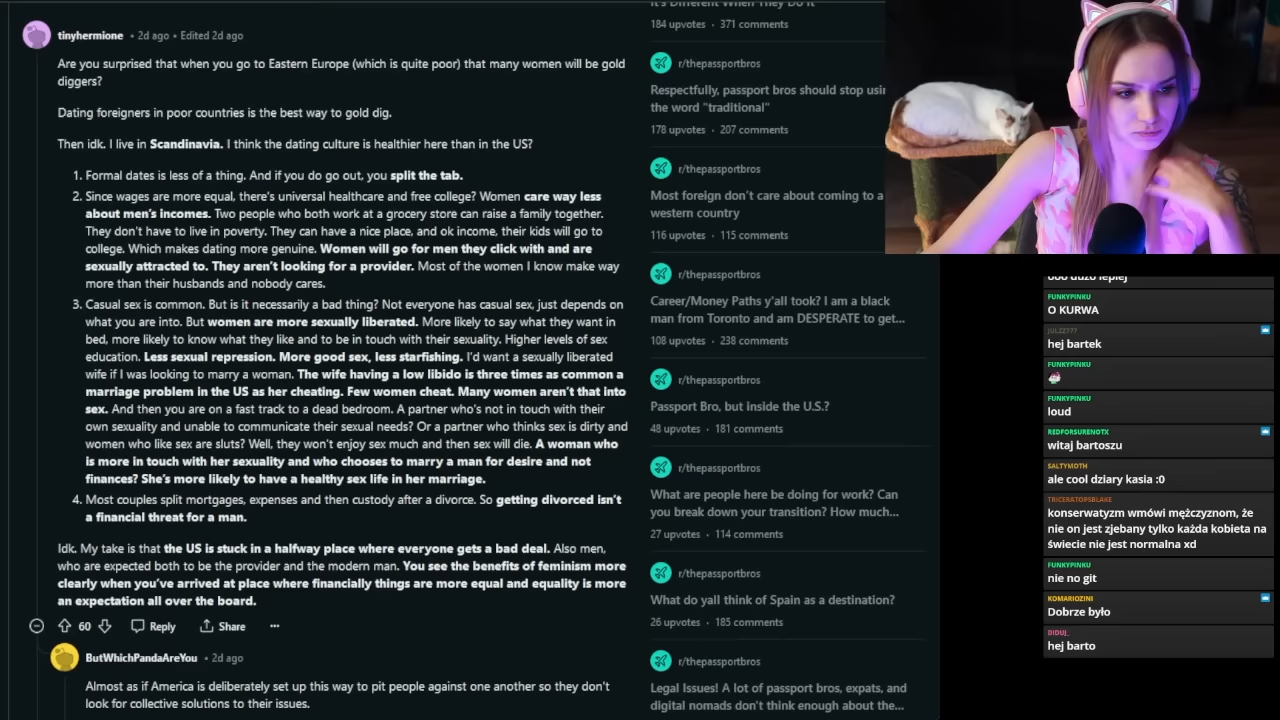 tinyhermione • 2d ago • Edited 2d ago
Are you surprised that when you go to Eastern Europe (which is quite poor) that many women will be gold
diggers?
Dating foreigners in poor countries is the best way to gold dig.
Then idk. I live in Scandinavia. I think the dating culture is healthier here than in the US?
1. Formal dates is less of a thing. And if you do go out, you split the tab.
2. Since wages are more equal, there's universal healthcare and free college? Women care way less
about men's incomes. Two people who both work at a grocery store can raise a family together.
They don't have to live in poverty. They can have a nice place, and ok income, their kids will go to
college. Which makes dating more genuine. Women will go for men they click with and are
sexually attracted to. They aren't looking for a provider. Most of the women I know make way
more than their husbands and nobody cares.
3. Casual sex is common. But is it necessarily a bad thing? Not everyone has casual sex, just depends on
what you are into. But women are more sexually liberated. More likely to say what they want in
bed, more likely to know what they like and to be in touch with their sexuality. Higher levels of sex
education. Less sexual repression. More good sex, less starfishing. I'd want a sexually liberated
wife if I was looking to marry a woman. The wife having a low libido is three times as common a
marriage problem in the US as her cheating. Few women cheat. Many women aren't that into
sex. And then you are on a fast track to a dead bedroom. A partner who's not in touch with their
own sexuality and unable to communicate their sexual needs? Or a partner who thinks sex is dirty and
women who like sex are sluts? Well, they won't enjoy sex much and then sex will die. A woman who
is more in touch with her sexuality and who chooses to marry a man for desire and not
finances? She's more likely to have a healthy sex life in her marriage.
4. Most couples split mortgages, expenses and then custody after a divorce. So getting divorced isn't
a financial threat for a man.
Idk. My take is that the US is stuck in a halfway place where everyone gets a bad deal. Also men,
who are expected both to be the provider and the modern man. You see the benefits of feminism more
clearly when you've arrived at place where financially things are more equal and equality is more
an expectation all over the board.
60 Reply Share ...
ButWhichPandaAreYou • 2d ago
Almost as if America is deliberately set up this way to pit people against one another so they don't
look for collective solutions to their issues.
It's Different When They Do It
184 upvotes • 371 comments
r/thepassportbros
Respectfully, passport bros should stop usin
the word "traditional"
178 upvotes • 207 comments
r/thepassportbros
Most foreign don't care about coming to a
western country
116 upvotes • 115 comments
r/thepassportbros
Career/Money Paths y'all took? I am a black
man from Toronto and am DESPERATE to get...
108 upvotes • 238 comments
r/thepassportbros
Passport Bro, but Inside the U.S.?
48 upvotes • 181 comments
r/thepassportbros
What are people here be doing for work? Can
you break down your transition? How much...
27 upvotes • 114 comments
r/thepassportbros
What do yall think of Spain as a destination?
26 upvotes • 185 comments
r/thepassportbros
Legal Issues! A lot of passport bros, expats, and
digital nomads don't think enough about the...
ooo dużo lepiej
FUNKYPINKU
O KURWA
JULZZ???
hej bartek
FUNKYPINKU
FUNKYPINKU
loud
REDFORSURENOTX
witaj bartoszu
SALTYMOTH
ale cool dziary kasia :0
TRICERATOPSBLAKE
konserwatyzm wmówi mężczyznom, że
nie on jest zjebany tylko każda kobieta na
świecie nie jest normalna xd
FUNKYPINKU
nie no git
KOMARIOZINI
Dobrze było
DIDUJ_
hej barto